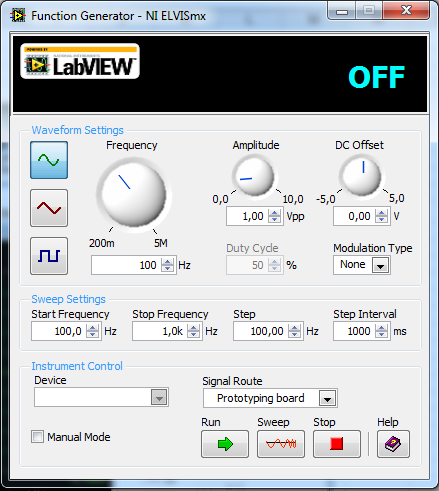 Function Generator - NI ELVISmx
POWERED BY
LabVIEW™
OFF
Waveform Settings
Frequency
Amplitude
DC Offset
0,0 10,0
-5,0 5,0
1,00 Vpp
0,00 V
200m 5M
100 Hz
Duty Cycle
50 %
Modulation Type
None
Sweep Settings
Start Frequency Stop Frequency Step Step Interval
100,0 Hz 1,0k Hz 100,00 Hz 1000 ms
Instrument Control
Device
Signal Route
Prototyping board
Run Sweep Stop Help
Manual Mode